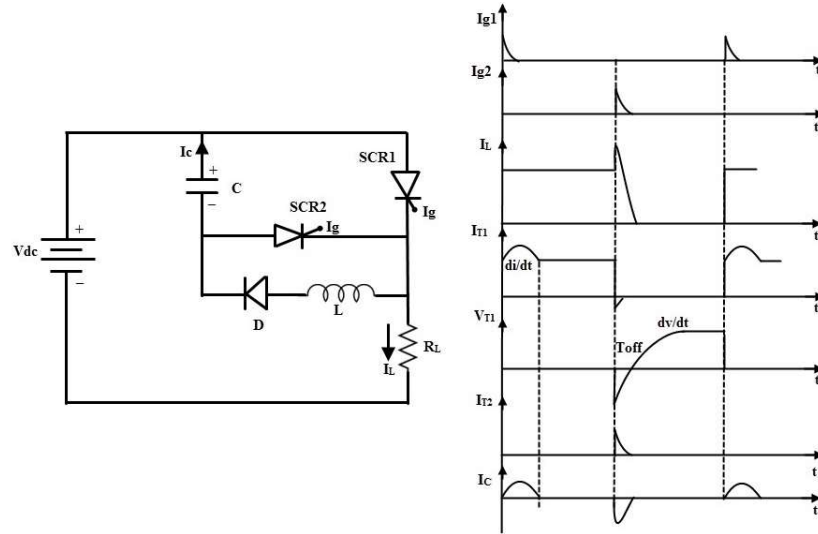 Ic
+
−
C
SCR1
Ig
SCR2
Ig
+
Vdc
−
D
L
IL
RL
Ig1
t
Ig2
t
IL
t
IT1
di/dt
t
VT1
Toff
dv/dt
t
IT2
t
IC
t